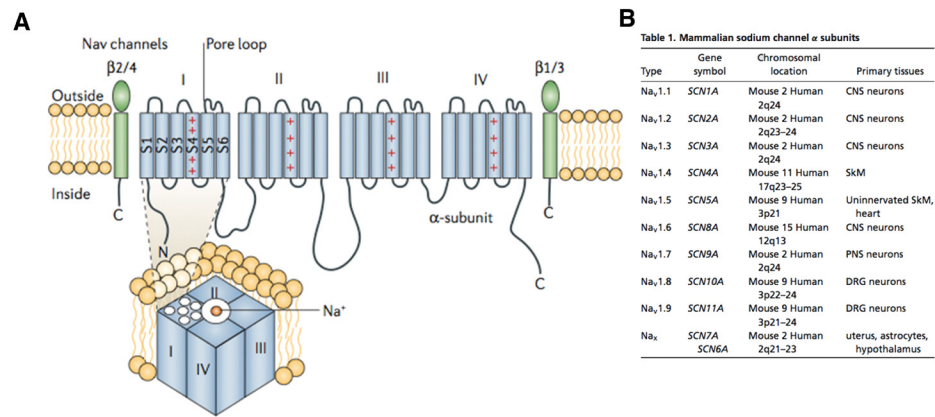 A
Nav channels
Pore loop
β2/4
I
II
III
IV
β1/3
Outside
S1 S2 S3 S4 S5 S6
+ + + +
+ + + +
+ + + +
+ + + +
Inside
C
N
α-subunit
C
C
II
Na⁺
I
III
IV
B
Table 1. Mammalian sodium channel α subunits
Type Gene symbol Chromosomal location Primary tissues
Naᵥ1.1 SCN1A Mouse 2 Human CNS neurons
2q24
Naᵥ1.2 SCN2A Mouse 2 Human CNS neurons
2q23–24
Naᵥ1.3 SCN3A Mouse 2 Human CNS neurons
2q24
Naᵥ1.4 SCN4A Mouse 11 Human SkM
17q23–25
Naᵥ1.5 SCN5A Mouse 9 Human Uninnervated SkM,
3p21 heart
Naᵥ1.6 SCN8A Mouse 15 Human CNS neurons
12q13
Naᵥ1.7 SCN9A Mouse 2 Human PNS neurons
2q24
Naᵥ1.8 SCN10A Mouse 9 Human DRG neurons
3p22–24
Naᵥ1.9 SCN11A Mouse 9 Human DRG neurons
3p21–24
Naₓ SCN7A Mouse 2 Human uterus, astrocytes,
SCN6A 2q21–23 hypothalamus